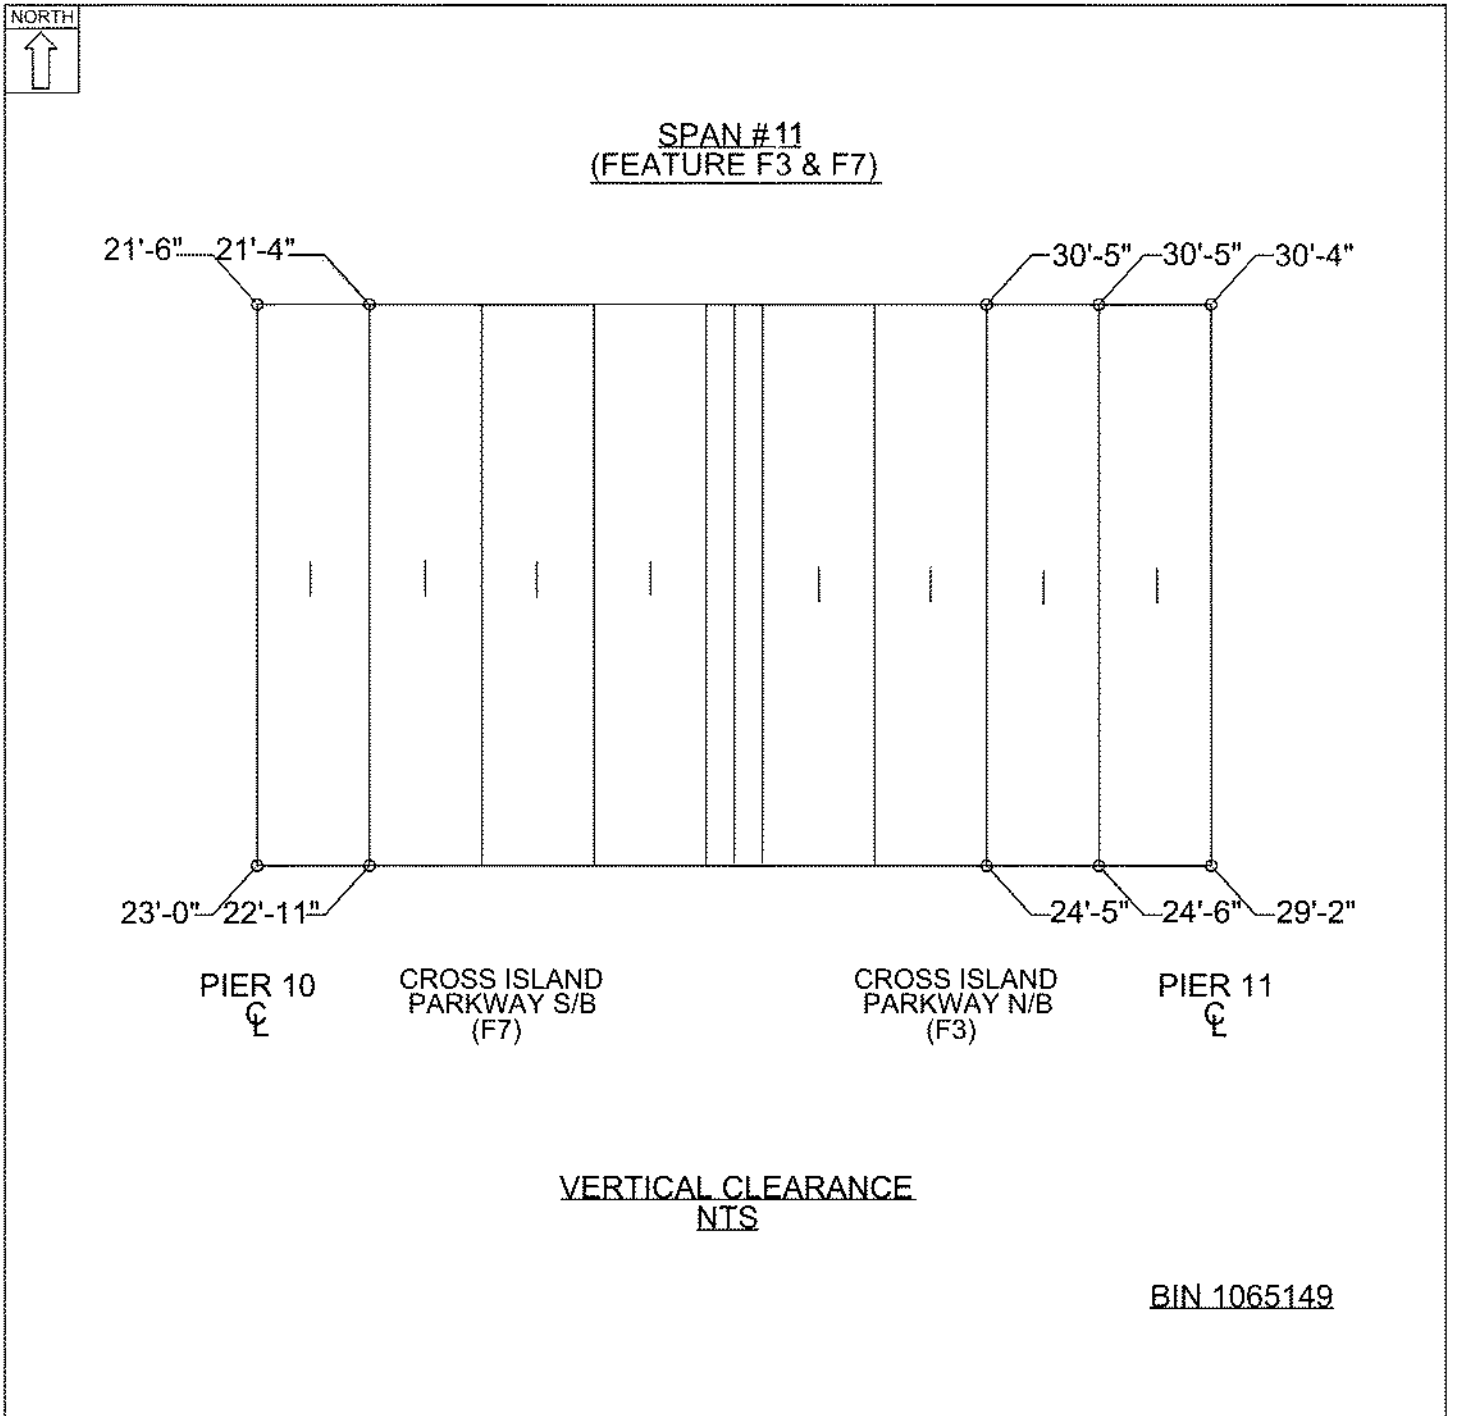 NORTH
SPAN #11
(FEATURE F3 & F7)
21'-6" 21'-4" 30'-5" 30'-5" 30'-4"
23'-0" 22'-11" 24'-5" 24'-6" 29'-2"
PIER 10
℄
CROSS ISLAND
PARKWAY S/B
(F7)
CROSS ISLAND
PARKWAY N/B
(F3)
PIER 11
℄
VERTICAL CLEARANCE
NTS
BIN 1065149